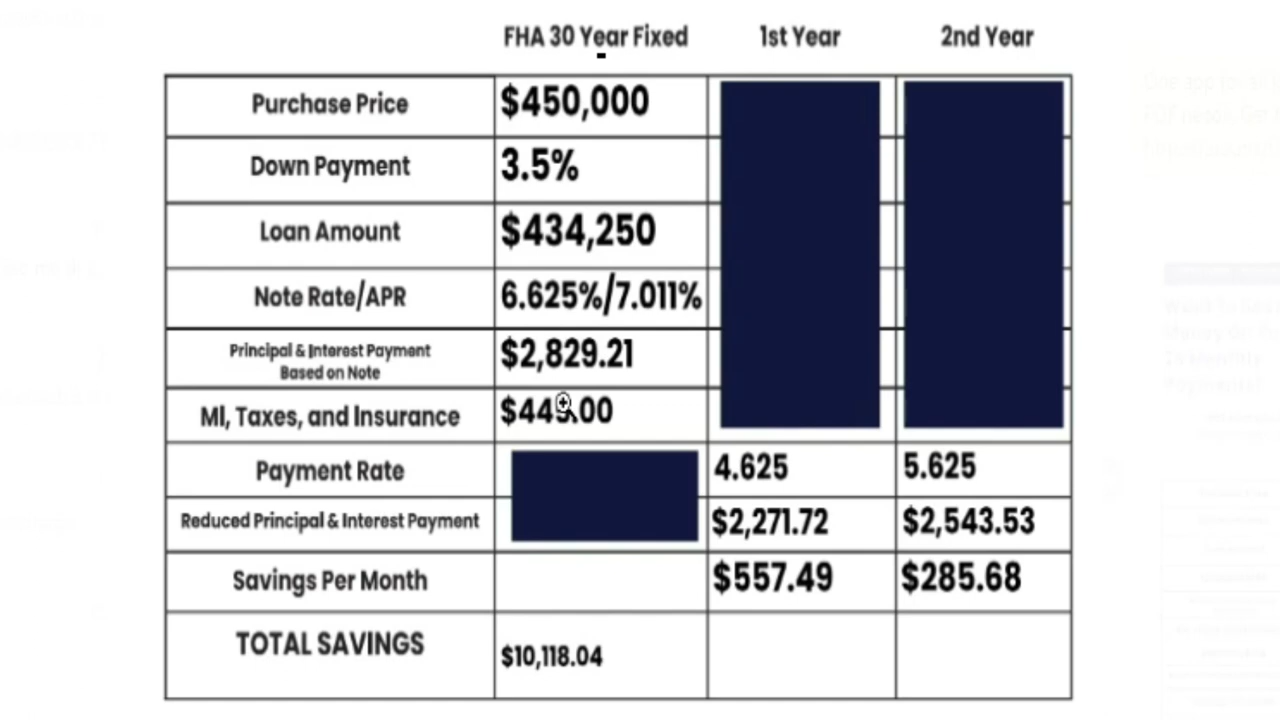 FHA 30 Year Fixed 1st Year 2nd Year
Purchase Price $450,000
Down Payment 3.5%
Loan Amount $434,250
Note Rate/APR 6.625%/7.011%
Principal & Interest Payment
Based on Note $2,829.21
MI, Taxes, and Insurance
Payment Rate 4.625 5.625
Reduced Principal & Interest Payment $2,271.72 $2,543.53
Savings Per Month $557.49 $285.68
TOTAL SAVINGS $10,118.04